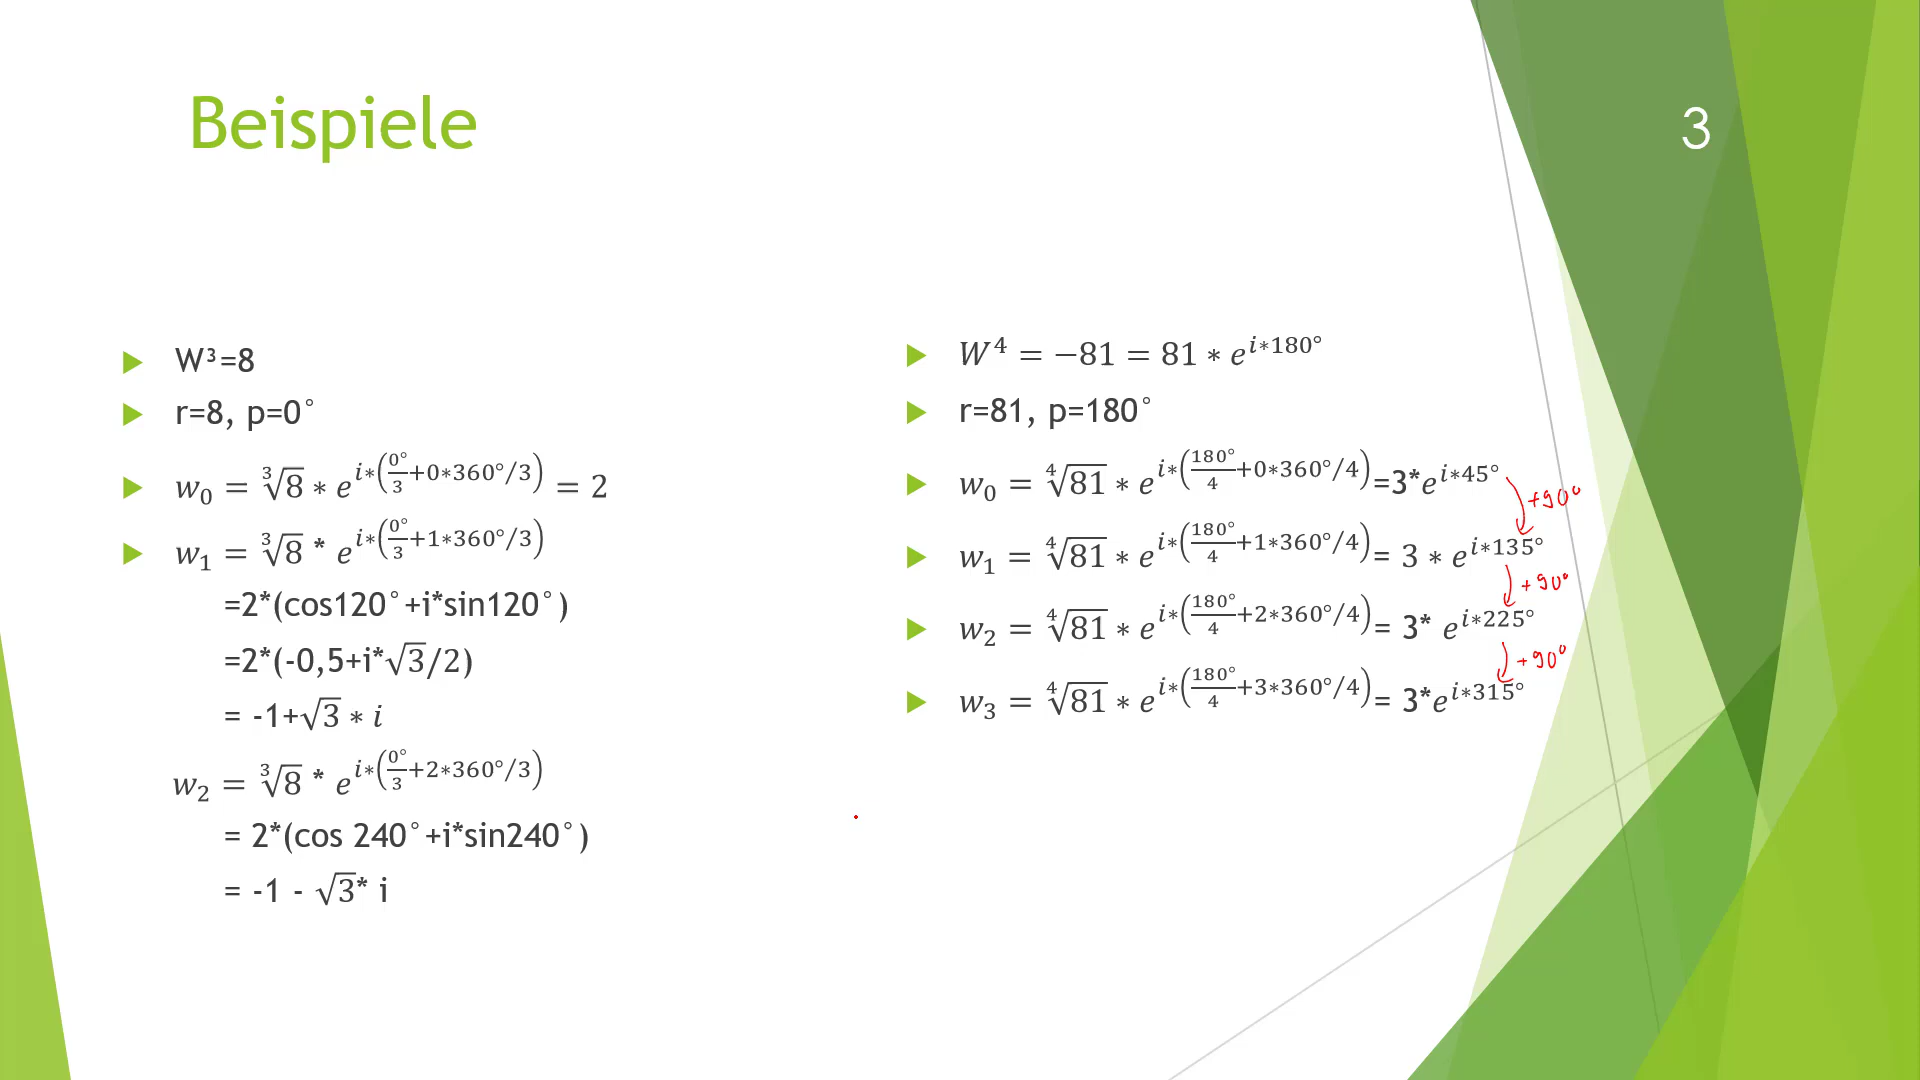 Beispiele
3
W³=8
r=8, p=0°
w₀ = ∛8 ∗ e^(i∗(0°/3+0∗360°/3)) = 2
w₁ = ∛8 * e^(i∗(0°/3+1∗360°/3))
=2*(cos120°+i*sin120°)
=2*(-0,5+i*√3/2)
= -1+√3 ∗ i
w₂ = ∛8 * e^(i∗(0°/3+2∗360°/3))
= 2*(cos 240°+i*sin240°)
= -1 - √3* i
W⁴ = −81 = 81 ∗ e^(i∗180°)
r=81, p=180°
w₀ = ∜81 ∗ e^(i∗(180°/4+0∗360°/4))=3*e^(i∗45°)
+90°
w₁ = ∜81 ∗ e^(i∗(180°/4+1∗360°/4))= 3 ∗ e^(i∗135°)
+90°
w₂ = ∜81 ∗ e^(i∗(180°/4+2∗360°/4))= 3* e^(i∗225°)
+90°
w₃ = ∜81 ∗ e^(i∗(180°/4+3∗360°/4))= 3*e^(i∗315°)